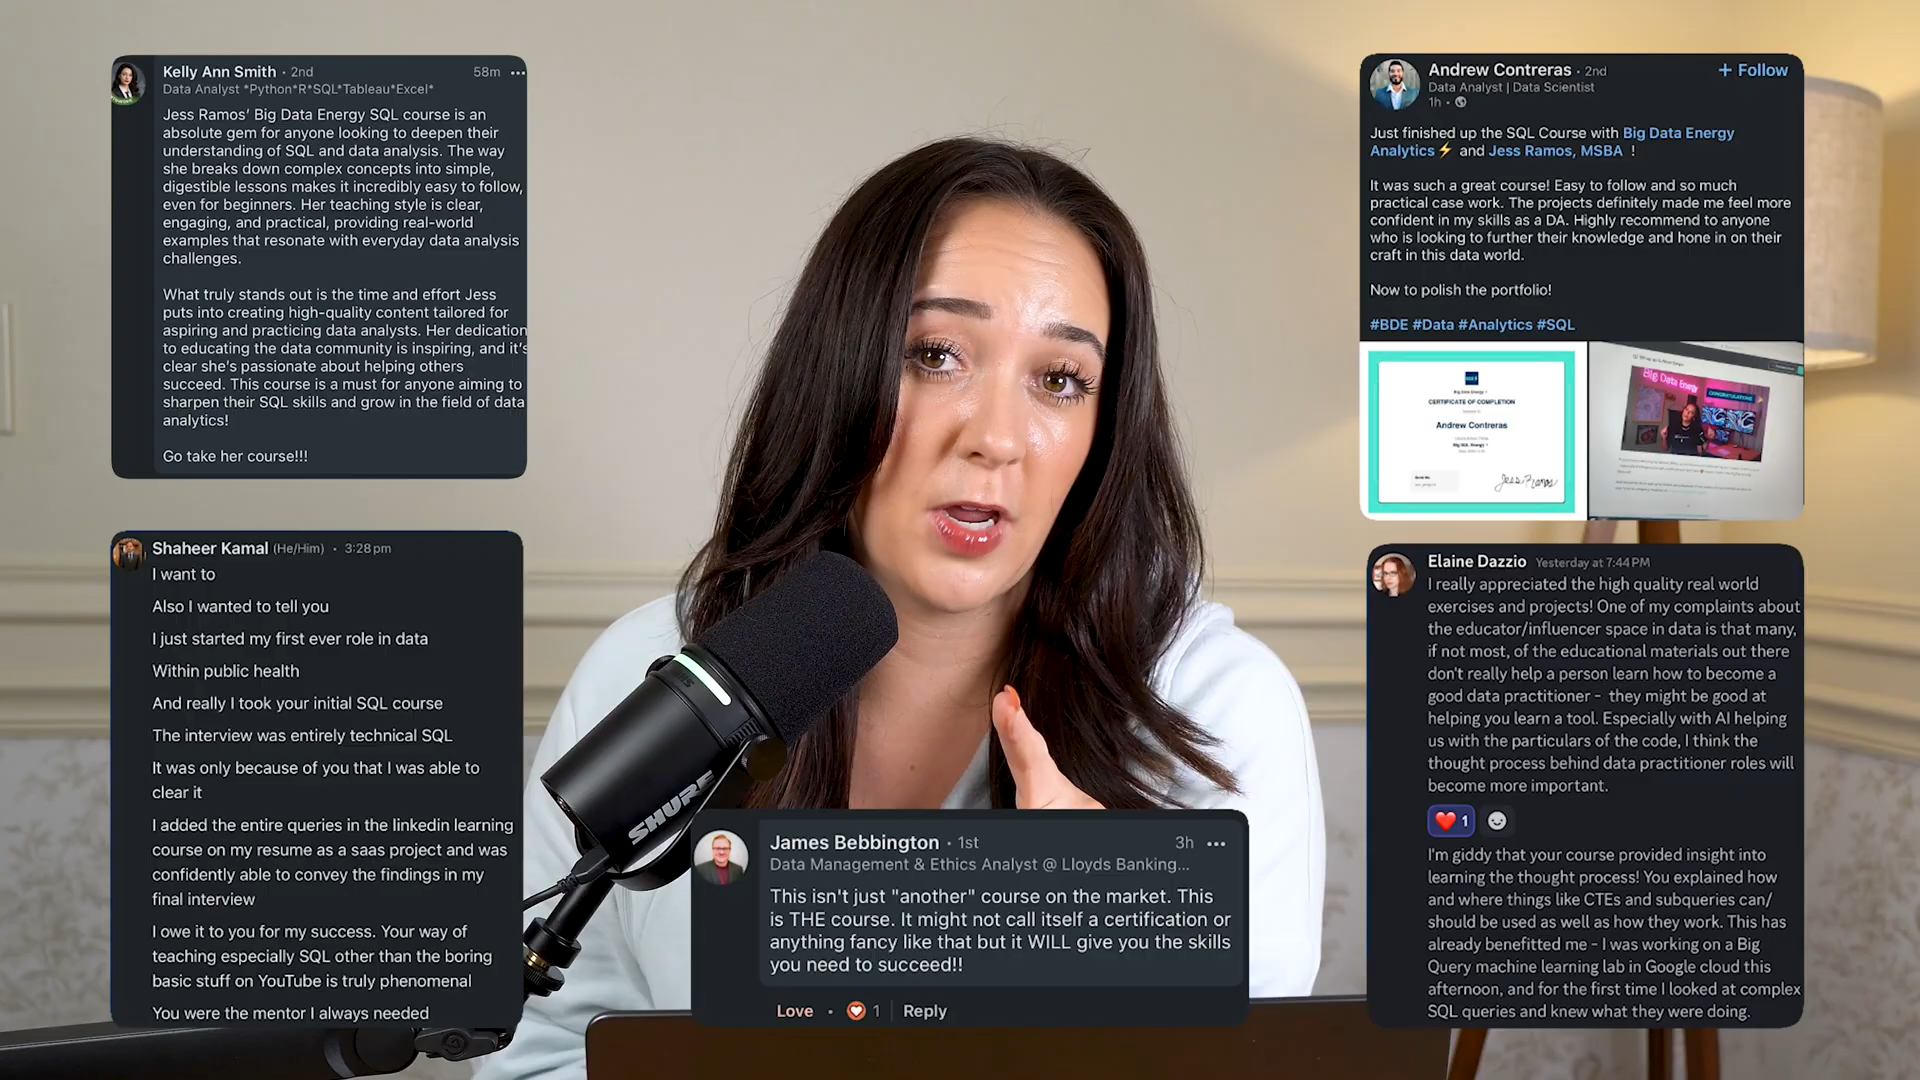 Kelly Ann Smith · 2nd 58m ...
Data Analyst *Python*R*SQL*Tableau*Excel*
Jess Ramos' Big Data Energy SQL course is an
absolute gem for anyone looking to deepen their
understanding of SQL and data analysis. The way
she breaks down complex concepts into simple,
digestible lessons makes it incredibly easy to follow,
even for beginners. Her teaching style is clear,
engaging, and practical, providing real-world
examples that resonate with everyday data analysis
challenges.
What truly stands out is the time and effort Jess
puts into creating high-quality content tailored for
aspiring and practicing data analysts. Her dedication
to educating the data community is inspiring, and it's
clear she's passionate about helping others
succeed. This course is a must for anyone aiming to
sharpen their SQL skills and grow in the field of data
analytics!
Go take her course!!!
Andrew Contreras · 2nd + Follow
Data Analyst | Data Scientist
1h ·
Just finished up the SQL Course with Big Data Energy
Analytics⚡ and Jess Ramos, MSBA !
It was such a great course! Easy to follow and so much
practical case work. The projects definitely made me feel more
confident in my skills as a DA. Highly recommend to anyone
who is looking to further their knowledge and hone in on their
craft in this data world.
Now to polish the portfolio!
#BDE #Data #Analytics #SQL
Big Data Energy
CERTIFICATE OF COMPLETION
Andrew Contreras
Jess Ramos
Big Data Energy
CONGRATULATIONS
Shaheer Kamal (He/Him) · 3:28 pm
I want to
Also I wanted to tell you
I just started my first ever role in data
Within public health
And really I took your initial SQL course
The interview was entirely technical SQL
It was only because of you that I was able to
clear it
I added the entire queries in the linkedin learning
course on my resume as a saas project and was
confidently able to convey the findings in my
final interview
I owe it to you for my success. Your way of
teaching especially SQL other than the boring
basic stuff on YouTube is truly phenomenal
You were the mentor I always needed
SHURE
James Bebbington · 1st 3h ...
Data Management & Ethics Analyst @ Lloyds Banking...
This isn't just "another" course on the market. This
is THE course. It might not call itself a certification or
anything fancy like that but it WILL give you the skills
you need to succeed!!
Love · 1 | Reply
Elaine Dazzio Yesterday at 7:44 PM
I really appreciated the high quality real world
exercises and projects! One of my complaints about
the educator/influencer space in data is that many,
if not most, of the educational materials out there
don't really help a person learn how to become a
good data practitioner - they might be good at
helping you learn a tool. Especially with AI helping
us with the particulars of the code, I think the
thought process behind data practitioner roles will
become more important.
❤️ 1
I'm giddy that your course provided insight into
learning the thought process! You explained how
and where things like CTEs and subqueries can/
should be used as well as how they work. This has
already benefitted me - I was working on a Big
Query machine learning lab in Google cloud this
afternoon, and for the first time I looked at complex
SQL queries and knew what they were doing.